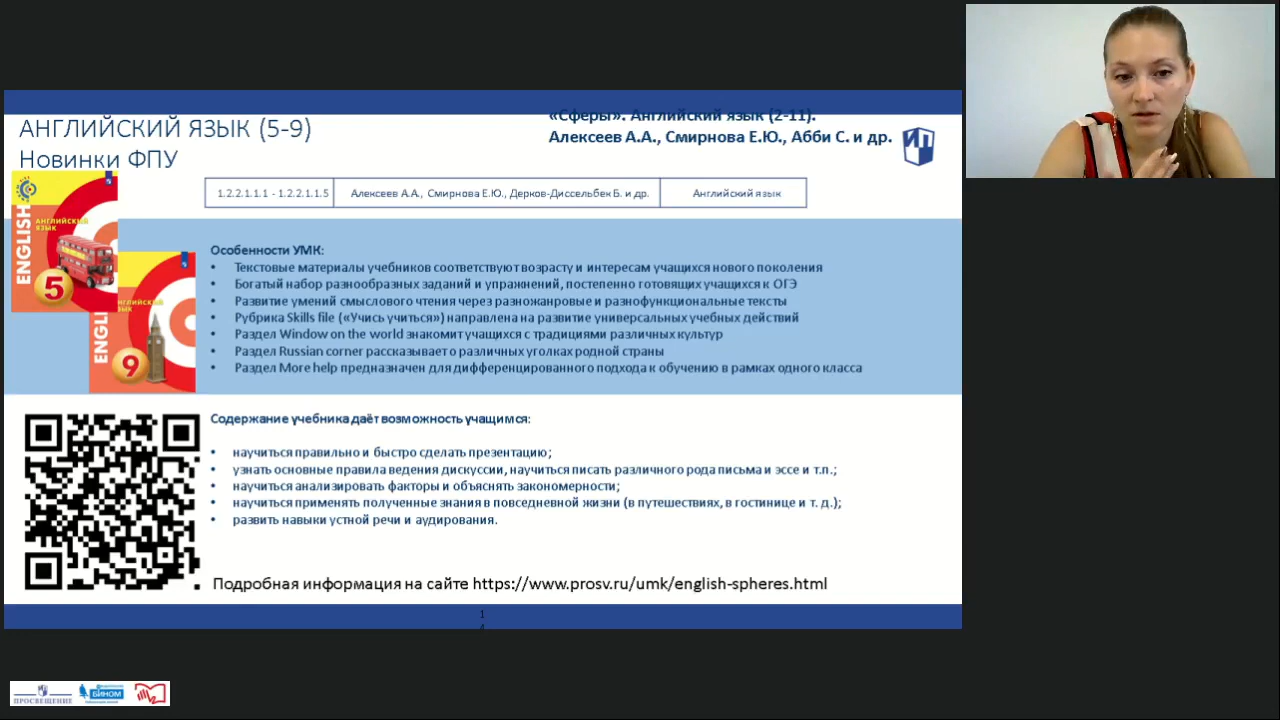 АНГЛИЙСКИЙ ЯЗЫК (5-9)
Новинки ФПУ
«Сферы». Английский язык (2-11).
Алексеев А.А., Смирнова Е.Ю., Абби С. и др.
1.2.2.1.1.1 - 1.2.2.1.1.5 Алексеев А.А., Смирнова Е.Ю., Дерков-Диссельбек Б. и др. Английский язык
ENGLISH
АНГЛИЙСКИЙ
ЯЗЫК
5
9
Особенности УМК:
• Текстовые материалы учебников соответствуют возрасту и интересам учащихся нового поколения
• Богатый набор разнообразных заданий и упражнений, постепенно готовящих учащихся к ОГЭ
• Развитие умений смыслового чтения через разножанровые и разнофункциональные тексты
• Рубрика Skills file («Учись учиться») направлена на развитие универсальных учебных действий
• Раздел Window on the world знакомит учащихся с традициями различных культур
• Раздел Russian corner рассказывает о различных уголках родной страны
• Раздел More help предназначен для дифференцированного подхода к обучению в рамках одного класса
Содержание учебника даёт возможность учащимся:
• научиться правильно и быстро сделать презентацию;
• узнать основные правила ведения дискуссии, научиться писать различного рода письма и эссе и т.п.;
• научиться анализировать факторы и объяснять закономерности;
• научиться применять полученные знания в повседневной жизни (в путешествиях, в гостинице и т. д.);
• развить навыки устной речи и аудирования.
Подробная информация на сайте https://www.prosv.ru/umk/english-spheres.html
1
ПРОСВЕЩЕНИЕ
БИНОМ